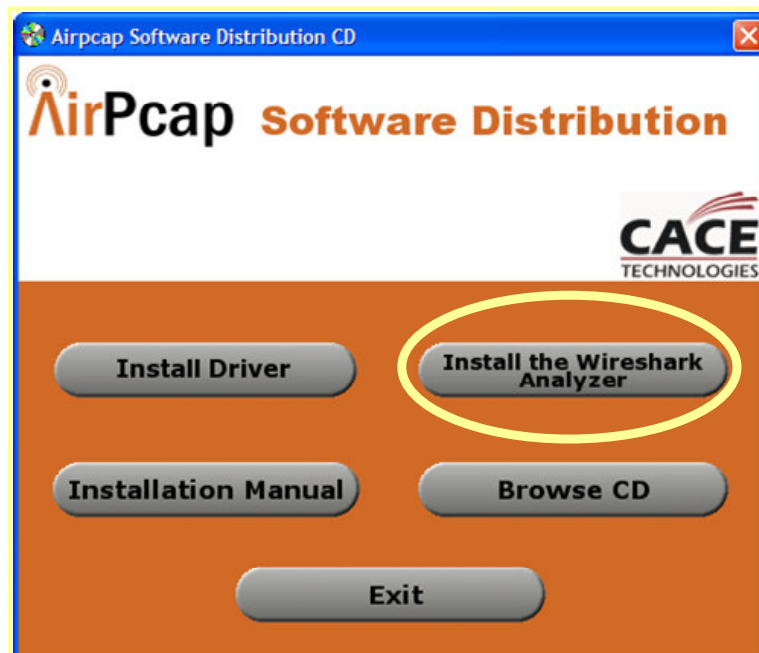 Airpcap Software Distribution CD
AirPcap Software Distribution
CACE
TECHNOLOGIES
Install Driver
Install the Wireshark
Analyzer
Installation Manual
Browse CD
Exit